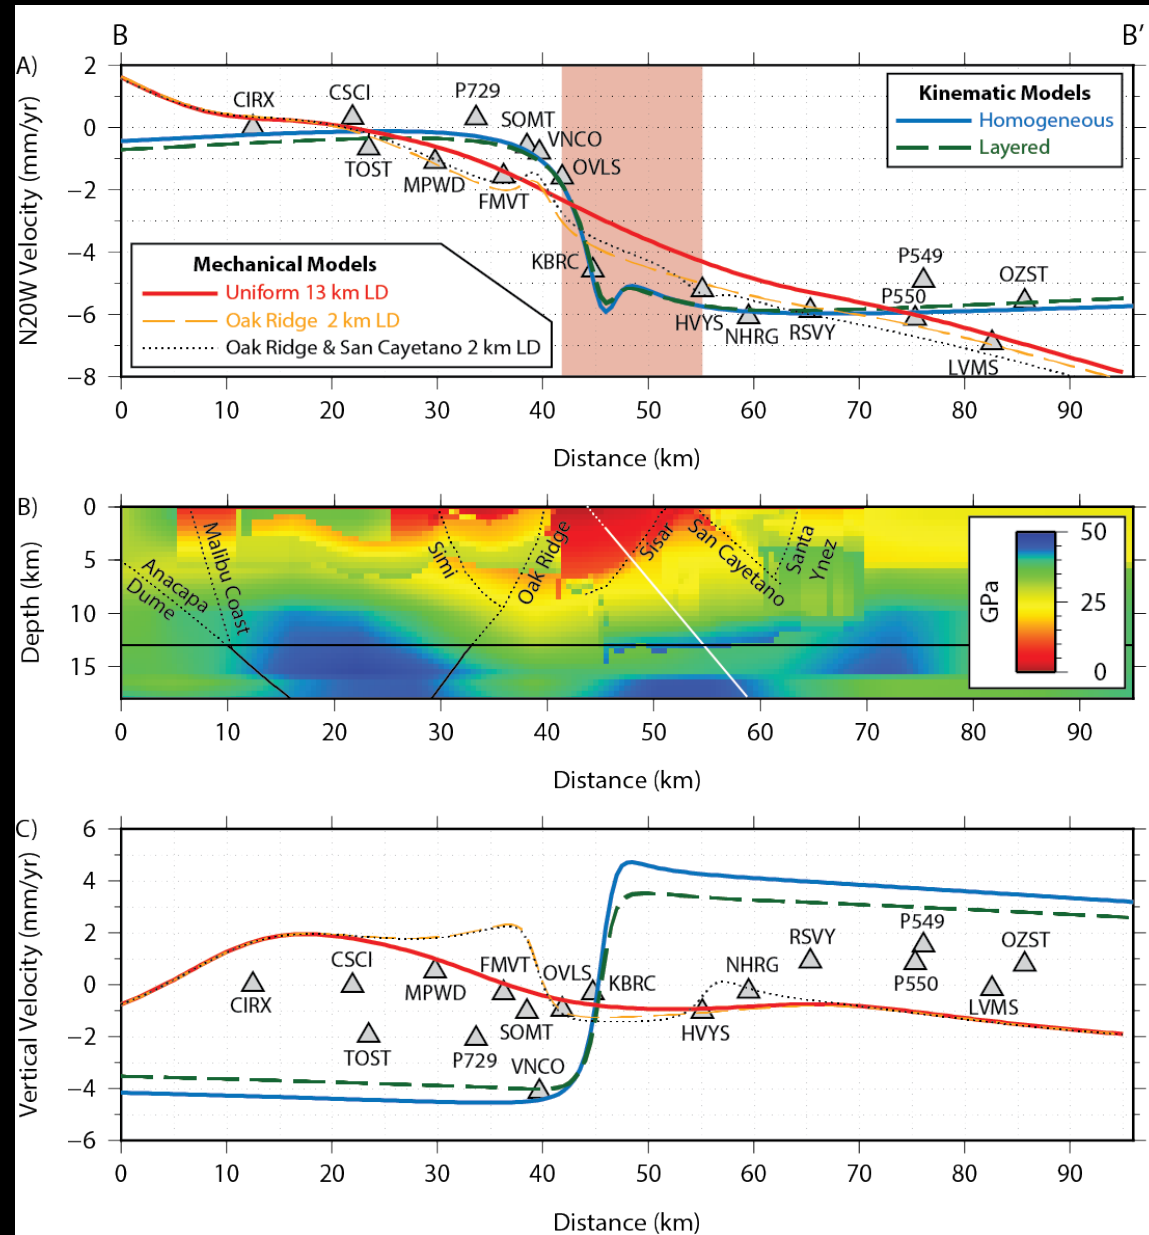 B
B'
A)
2
0
−2
−4
−6
−8
N20W Velocity (mm/yr)
CIRX
CSCI
P729
SOMT
VNCO
OVLS
TOST
MPWD
FMVT
KBRC
HVYS
NHRG
RSVY
P549
P550
OZST
LVMS
Kinematic Models
Homogeneous
Layered
Mechanical Models
Uniform 13 km LD
Oak Ridge 2 km LD
Oak Ridge & San Cayetano 2 km LD
0 10 20 30 40 50 60 70 80 90
Distance (km)
B)
0
5
10
15
Depth (km)
Anacapa
Dume
Malibu Coast
Simi
Oak Ridge
Sisar
San Cayetano
Santa
Ynez
GPa
50
25
0
0 10 20 30 40 50 60 70 80 90
Distance (km)
C)
6
4
2
0
−2
−4
−6
Vertical Velocity (mm/yr)
CIRX
CSCI
TOST
MPWD
P729
FMVT
SOMT
VNCO
OVLS
KBRC
HVYS
NHRG
RSVY
P549
P550
LVMS
OZST
0 10 20 30 40 50 60 70 80 90
Distance (km)